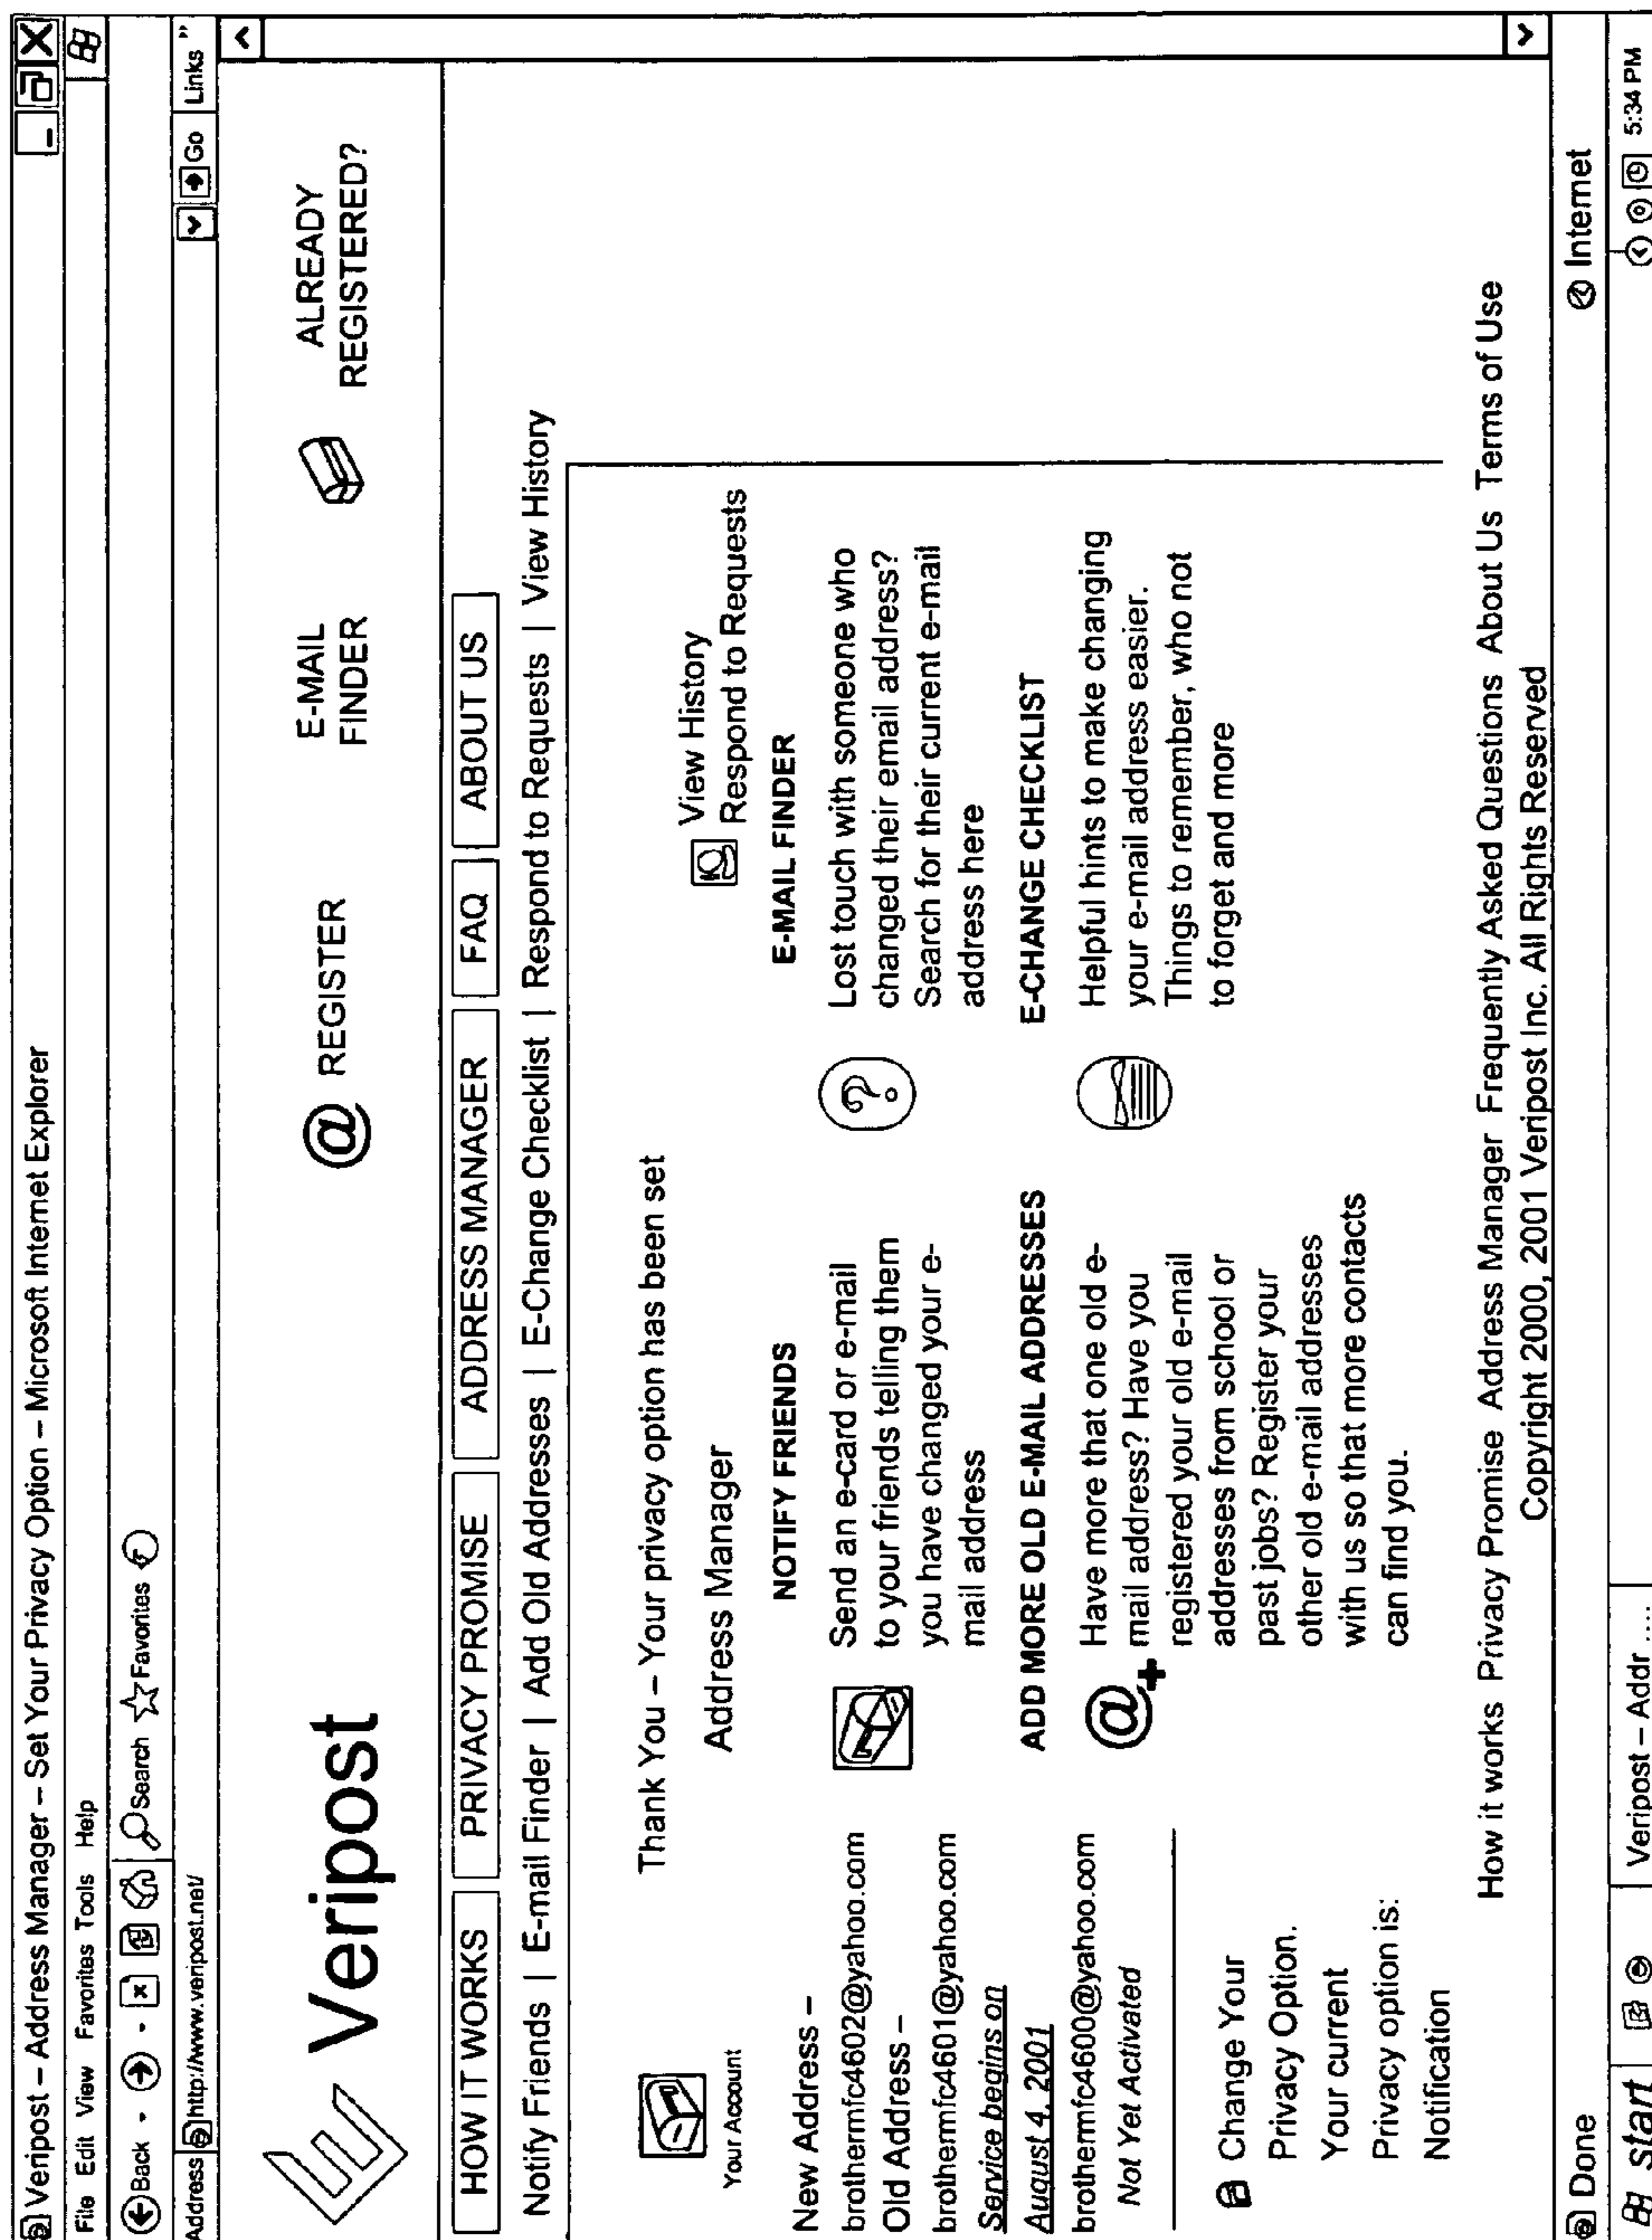 Veripost – Address Manager – Set Your Privacy Option – Microsoft Internet Explorer
File Edit View Favorites Tools Help
Back Search Favorites
Address http://www.veripost.net/ Go Links "
Veripost
@ REGISTER
E-MAIL
FINDER
ALREADY
REGISTERED?
HOW IT WORKS PRIVACY PROMISE ADDRESS MANAGER FAQ ABOUT US
Notify Friends | E-mail Finder | Add Old Addresses | E-Change Checklist | Respond to Requests | View History
Your Account
New Address –
brothermfc4602@yahoo.com
Old Address –
brothermfc4601@yahoo.com
Service begins on
August 4, 2001
brothermfc4600@yahoo.com
Not Yet Activated
Change Your
Privacy Option.
Your current
Privacy option is:
Notification
Thank You – Your privacy option has been set
Address Manager
View History
Respond to Requests
NOTIFY FRIENDS
Send an e-card or e-mail
to your friends telling them
you have changed your e-
mail address
E-MAIL FINDER
?
Lost touch with someone who
changed their email address?
Search for their current e-mail
address here
ADD MORE OLD E-MAIL ADDRESSES
@+
Have more that one old e-
mail address? Have you
registered your old e-mail
addresses from school or
past jobs? Register your
other old e-mail addresses
with us so that more contacts
can find you.
E-CHANGE CHECKLIST
Helpful hints to make changing
your e-mail address easier.
Things to remember, who not
to forget and more
How it works Privacy Promise Address Manager Frequently Asked Questions About Us Terms of Use
Copyright 2000, 2001 Veripost Inc. All Rights Reserved
Done Internet
start Veripost – Addr .... 5:34 PM